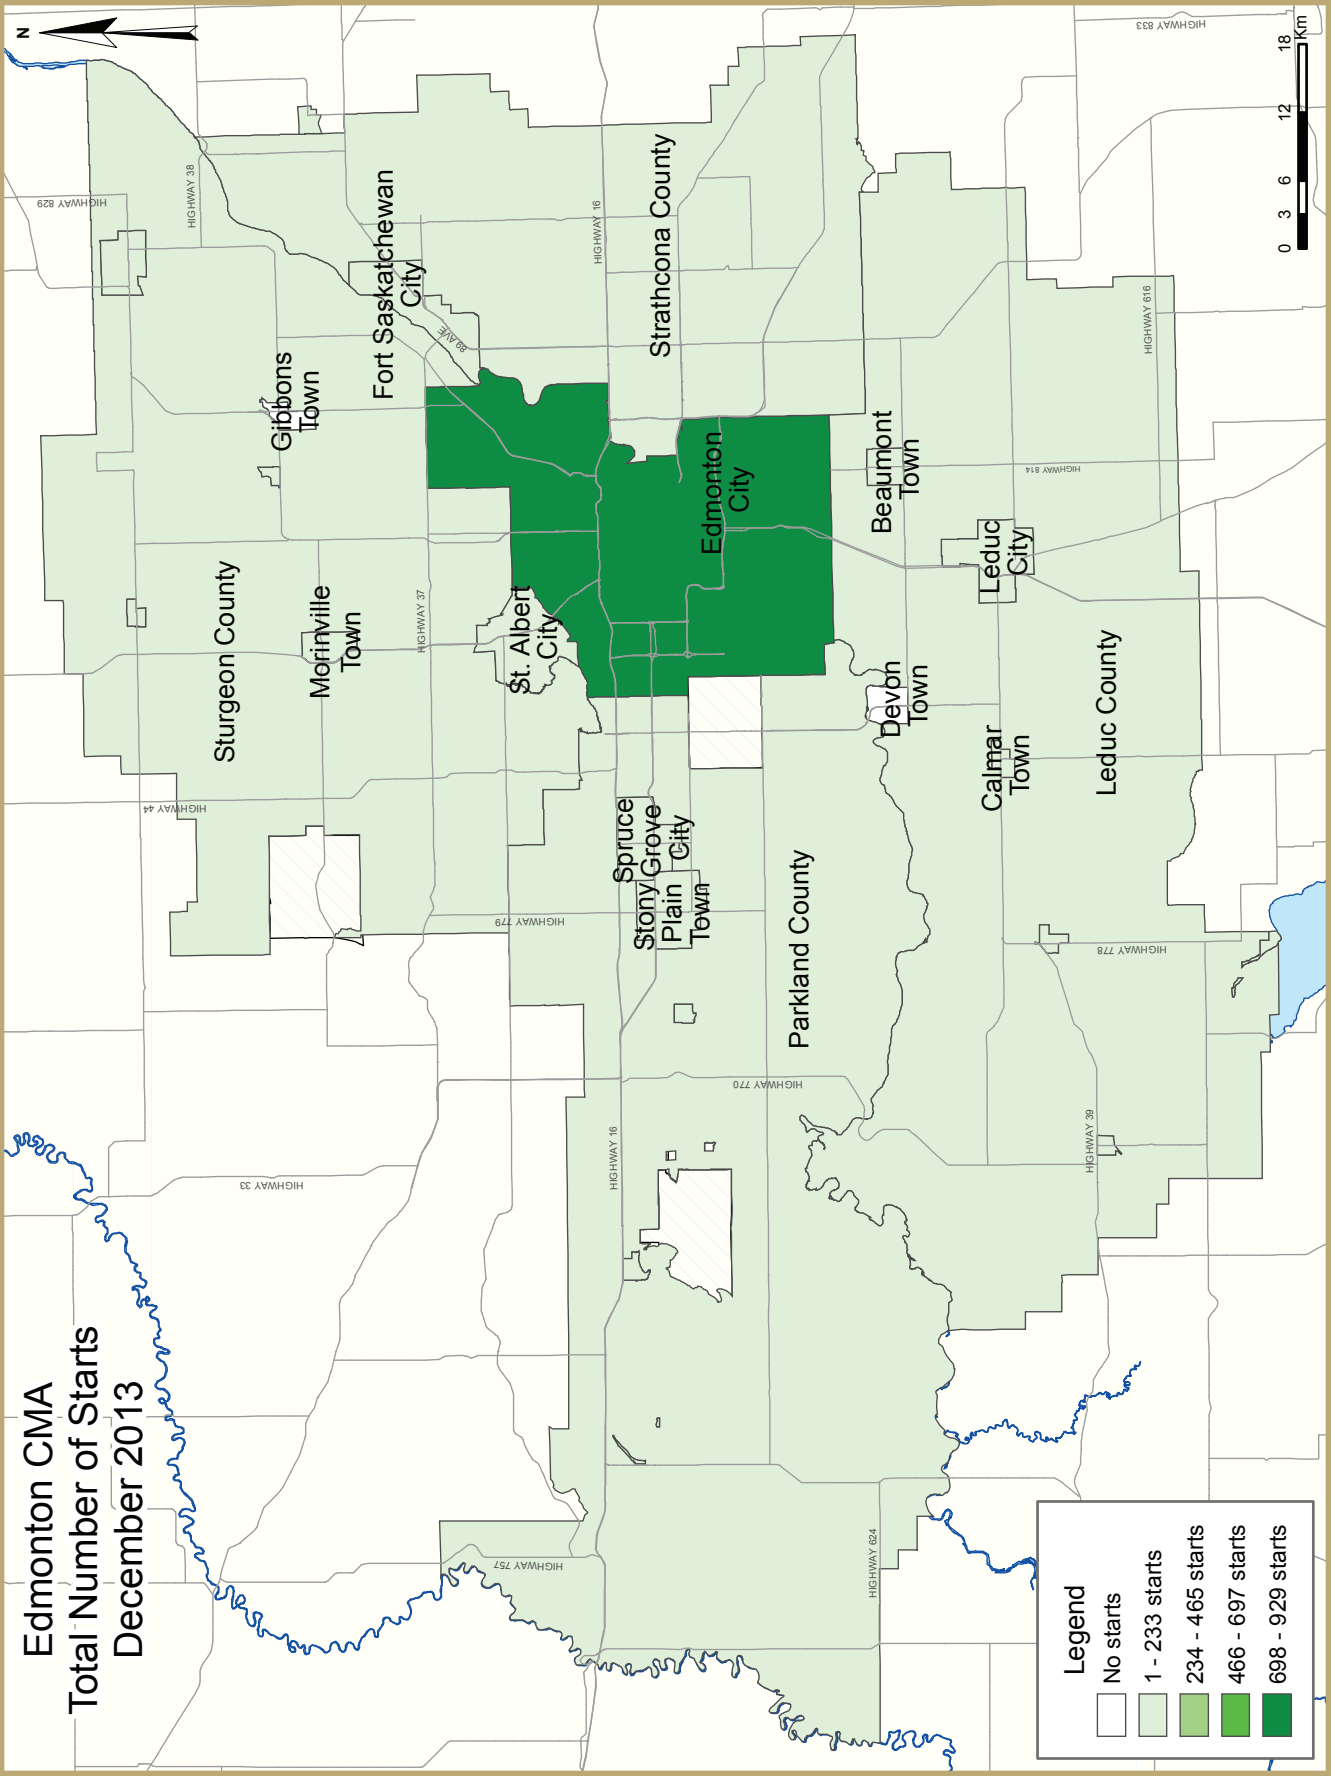 Edmonton CMA
Total Number of Starts
December 2013
N
HIGHWAY 829
HIGHWAY 38
HIGHWAY 833
Gibbons
Town
Fort Saskatchewan
City
89 AVE
HIGHWAY 16
Strathcona County
Sturgeon County
Morinville
Town
HIGHWAY 37
St. Albert
City
Edmonton
City
Beaumont
Town
HIGHWAY 814
HIGHWAY 616
Leduc
City
HIGHWAY 44
HIGHWAY 779
Spruce
Grove
City
Stony
Plain
Town
Devon
Town
Calmar
Town
Leduc County
Parkland County
HIGHWAY 778
HIGHWAY 770
HIGHWAY 33
HIGHWAY 16
HIGHWAY 39
HIGHWAY 757
HIGHWAY 624
0 3 6 12 18
Km
Legend
No starts
1 - 233 starts
234 - 465 starts
466 - 697 starts
698 - 929 starts